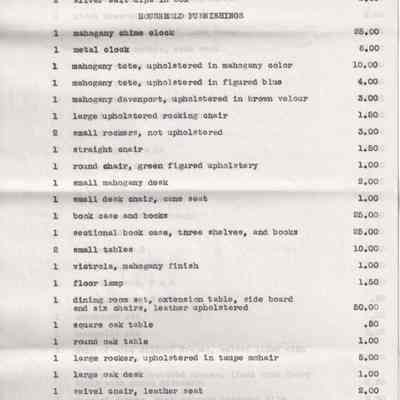 HOUSEHOLD FURNISHINGS
1 mahogany chime clock 25.00
1 metal clock 5.00
1 mahogany tete, upholstered in mahogany color 10.00
1 mahogany tete, upholstered in figured blue 4.00
1 mahogany davenport, upholstered in brown velour 3.00
1 large upholstered rocking chair 1.50
2 small rockers, not upholstered 3.00
1 straight chair 1.50
1 round chair, green figured upholstery 1.00
1 small mahogany desk 2.00
1 small desk chair, cane seat 1.00
1 book case and books 25.00
1 sectional book case, three shelves, and books 25.00
2 small tables 10.00
1 victrola, mahogany finish 1.00
1 floor lamp 1.50
1 dining room set, extension table, side board
and six chairs, leather upholstered 50.00
1 square oak table .50
1 round oak table 1.00
1 large rocker, upholstered in taupe mohair 5.00
1 large oak desk 1.00
1 swivel chair, leather seat 2.00